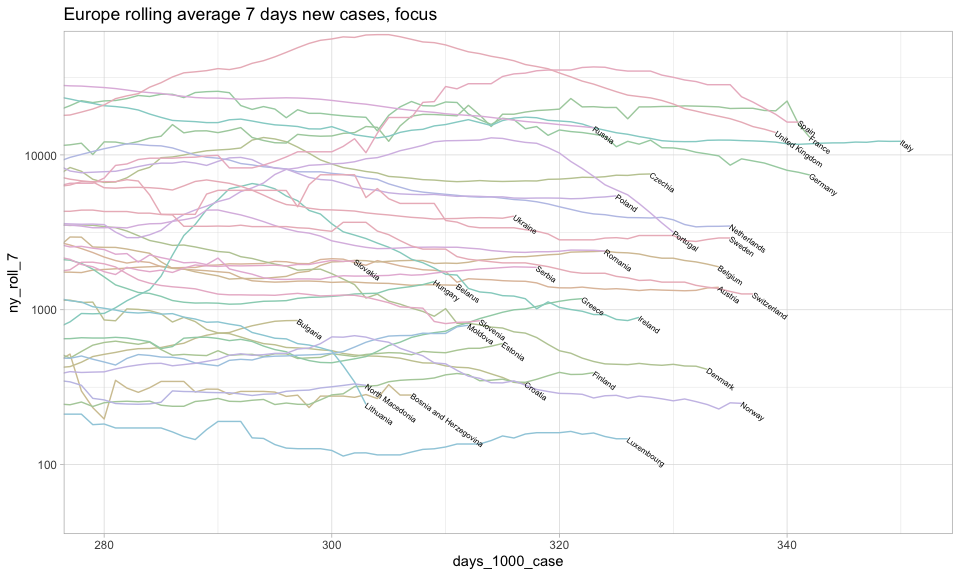 Europe rolling average 7 days new cases, focus
ny_roll_7
10000
1000
100
280
300
320
340
days_1000_case
Russia
Spain
France
United Kingdom
Italy
Germany
Czechia
Poland
Ukraine
Netherlands
Portugal
Sweden
Romania
Slovakia
Serbia
Belgium
Hungary
Belarus
Austria
Switzerland
Greece
Bulgaria
Ireland
Slovenia
Moldova
Estonia
Denmark
Finland
Croatia
North Macedonia
Bosnia and Herzegovina
Lithuania
Norway
Luxembourg